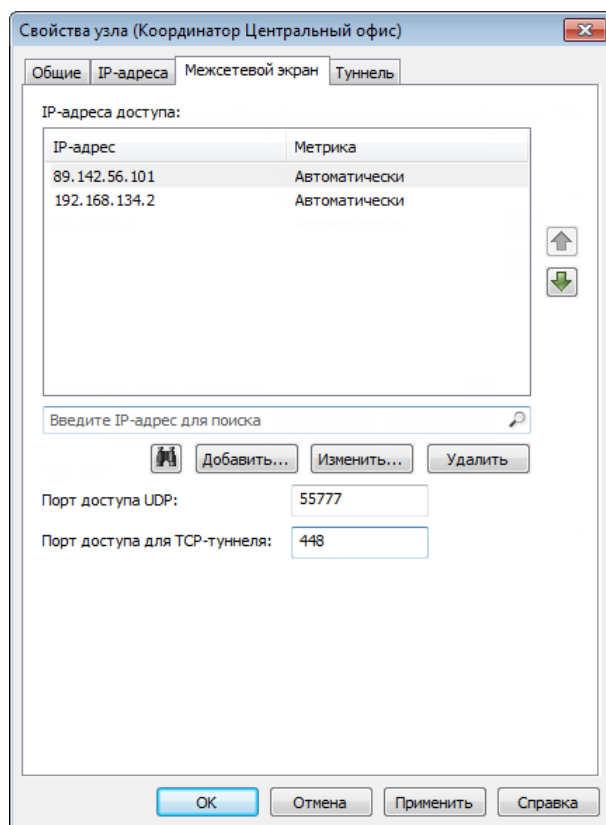 Свойства узла (Координатор Центральный офис)
Общие IP-адреса Межсетевой экран Туннель
IP-адреса доступа:
IP-адрес Метрика
89.142.56.101 Автоматически
192.168.134.2 Автоматически
Введите IP-адрес для поиска
Добавить... Изменить... Удалить
Порт доступа UDP: 55777
Порт доступа для TCP-туннеля: 448
OK Отмена Применить Справка